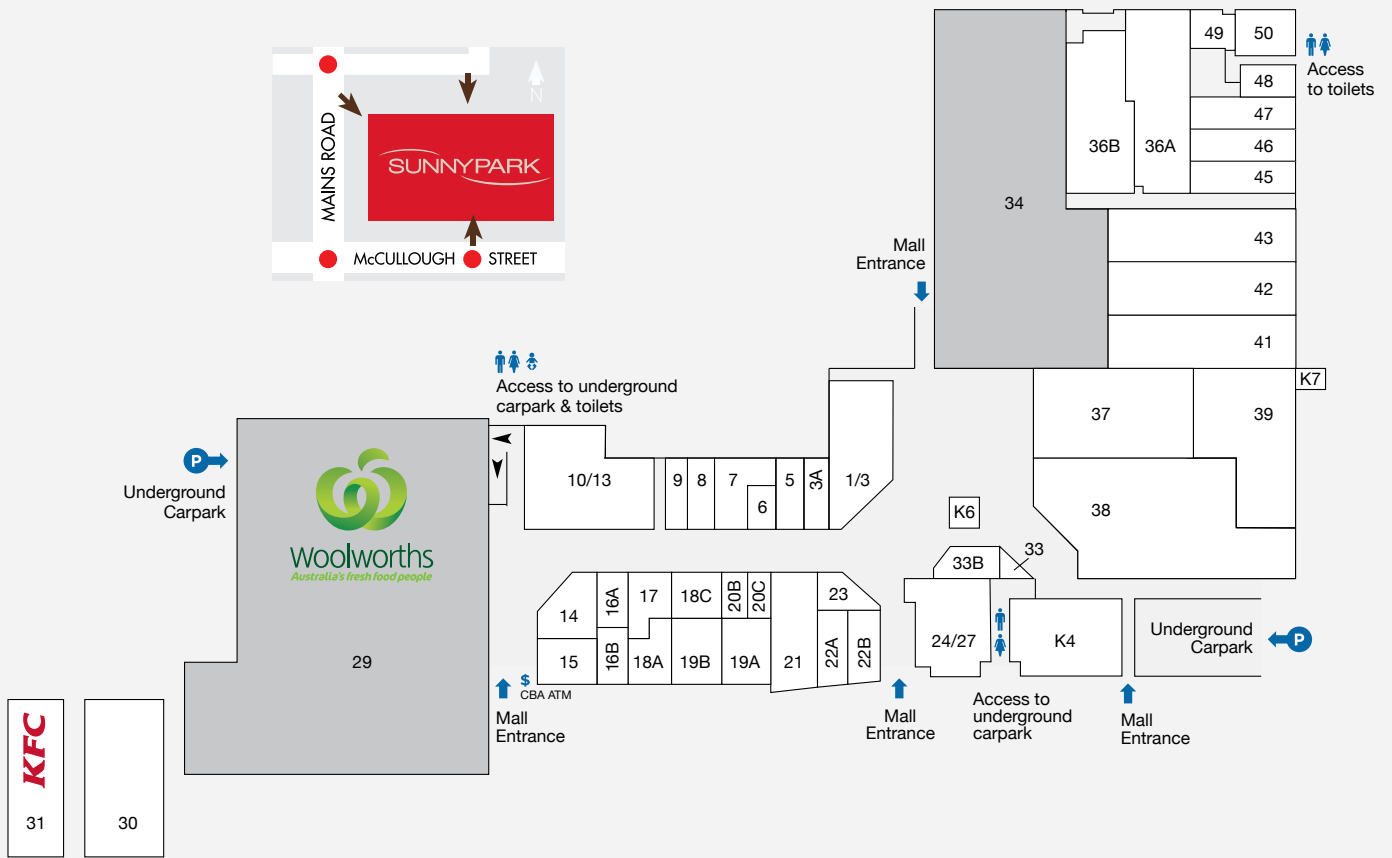 MAINS ROAD
N
SUNNYPARK
McCULLOUGH STREET
49
50
Access
to toilets
48
47
36B
36A
46
45
34
43
Mall
Entrance
42
41
K7
Access to underground
carpark & toilets
37
39
P
Underground
Carpark
Woolworths
Australia's fresh food people
10/13
9
8
7
6
5
3A
1/3
K6
38
33B
33
14
16A
17
18C
20B
20C
23
15
16B
18A
19B
19A
21
22A
22B
24/27
K4
Underground
Carpark
P
29
$
CBA ATM
Mall
Entrance
Mall
Entrance
Access to
underground
carpark
Mall
Entrance
KFC
31
30